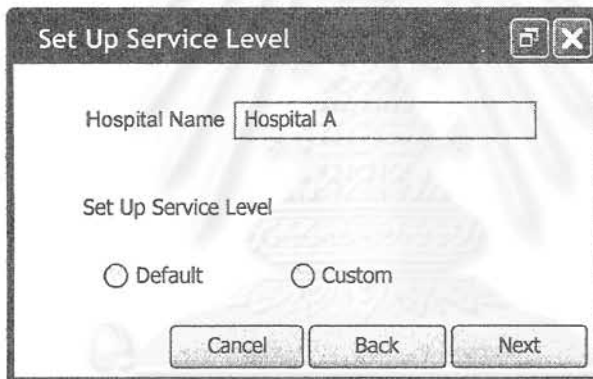 Set Up Service Level
Hospital Name Hospital A
Set Up Service Level
Default Custom
Cancel Back Next